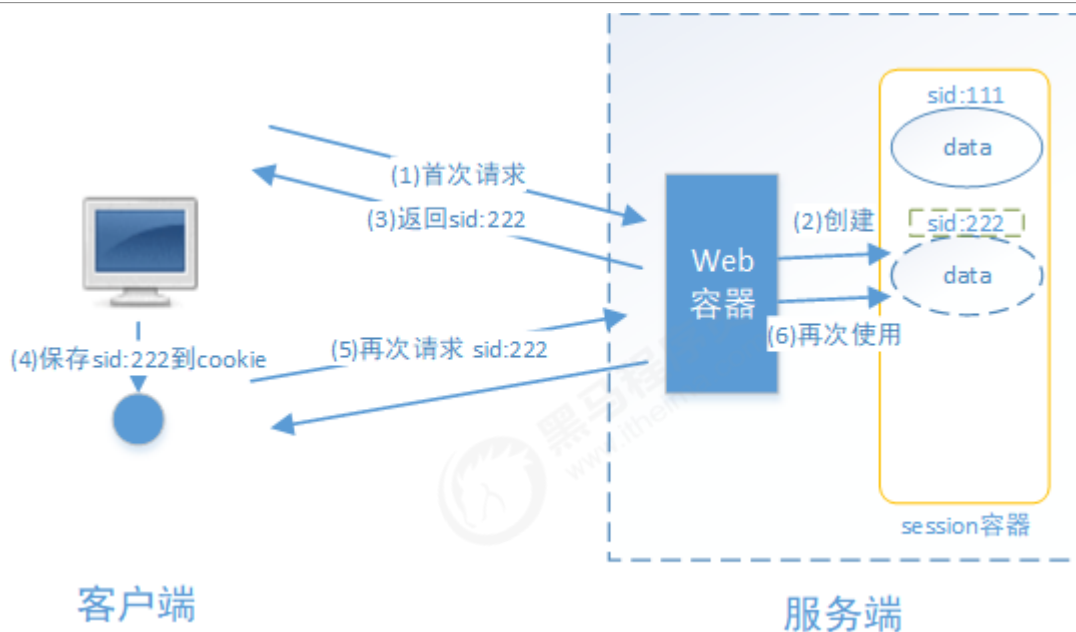 sid:111
data
(1)首次请求
(3)返回sid:222
(2)创建
sid:222
data
Web
容器
(6)再次使用
(4)保存sid:222到cookie
(5)再次请求 sid:222
session容器
客户端
服务端